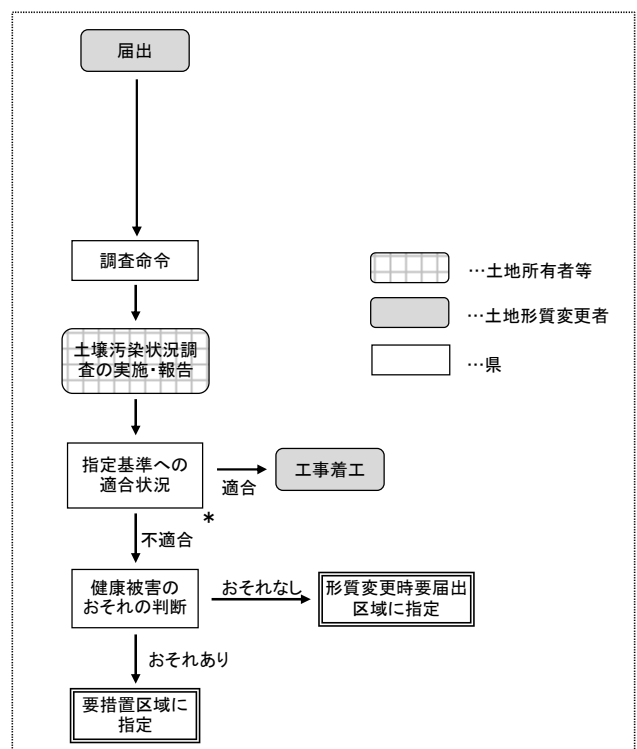 届出
調査命令
…土地所有者等
…土地形質変更者
土壌汚染状況調
査の実施・報告
…県
指定基準への
適合状況
適合
工事着工
*
不適合
健康被害の
おそれの判断
おそれなし
形質変更時要届出
区域に指定
おそれあり
要措置区域に
指定